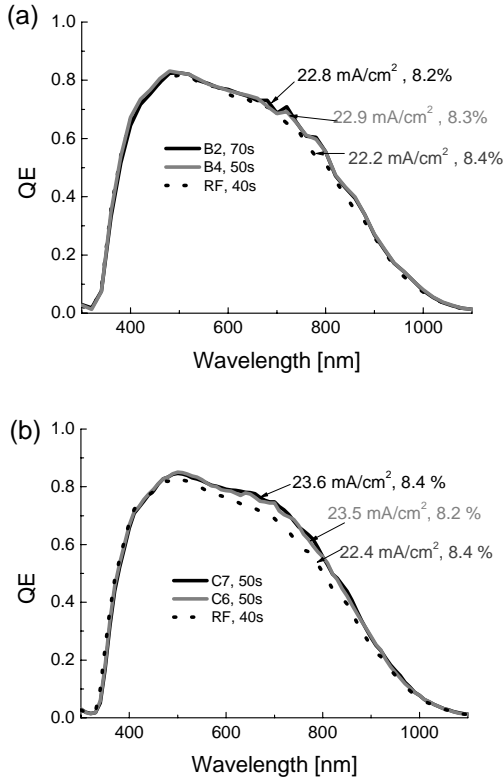 (a)
1.0
0.8
0.6
0.4
0.2
0.0
QE
22.8 mA/cm², 8.2%
22.9 mA/cm², 8.3%
22.2 mA/cm², 8.4%
B2, 70s
B4, 50s
RF, 40s
400 600 800 1000
Wavelength [nm]
(b)
1.0
0.8
0.6
0.4
0.2
0.0
QE
23.6 mA/cm², 8.4 %
23.5 mA/cm², 8.2 %
22.4 mA/cm², 8.4 %
C7, 50s
C6, 50s
RF, 40s
400 600 800 1000
Wavelength [nm]